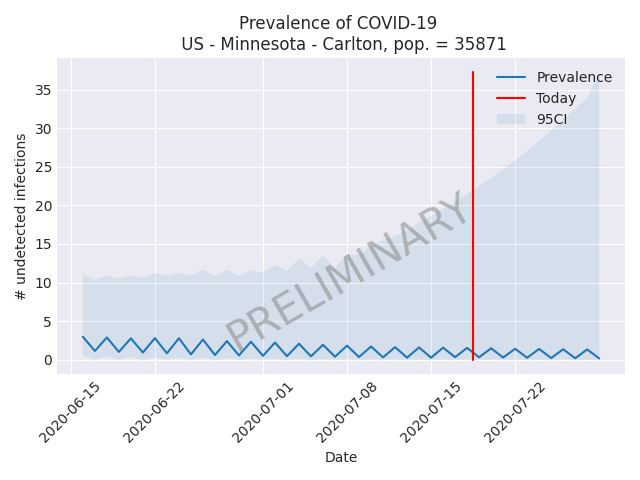 Prevalence of COVID-19
US - Minnesota - Carlton, pop. = 35871
Prevalence
Today
95CI
35
30
25
20
15
10
5
0
# undetected infections
PRELIMINARY
2020-06-15
2020-06-22
2020-07-01
2020-07-08
2020-07-15
2020-07-22
Date